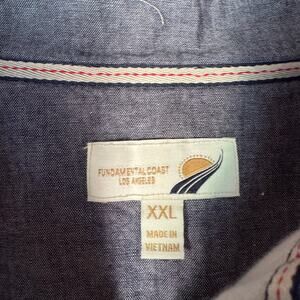 FUNDAMENTAL COAST
LOS ANGELES
XXL
MADE IN
VIETNAM